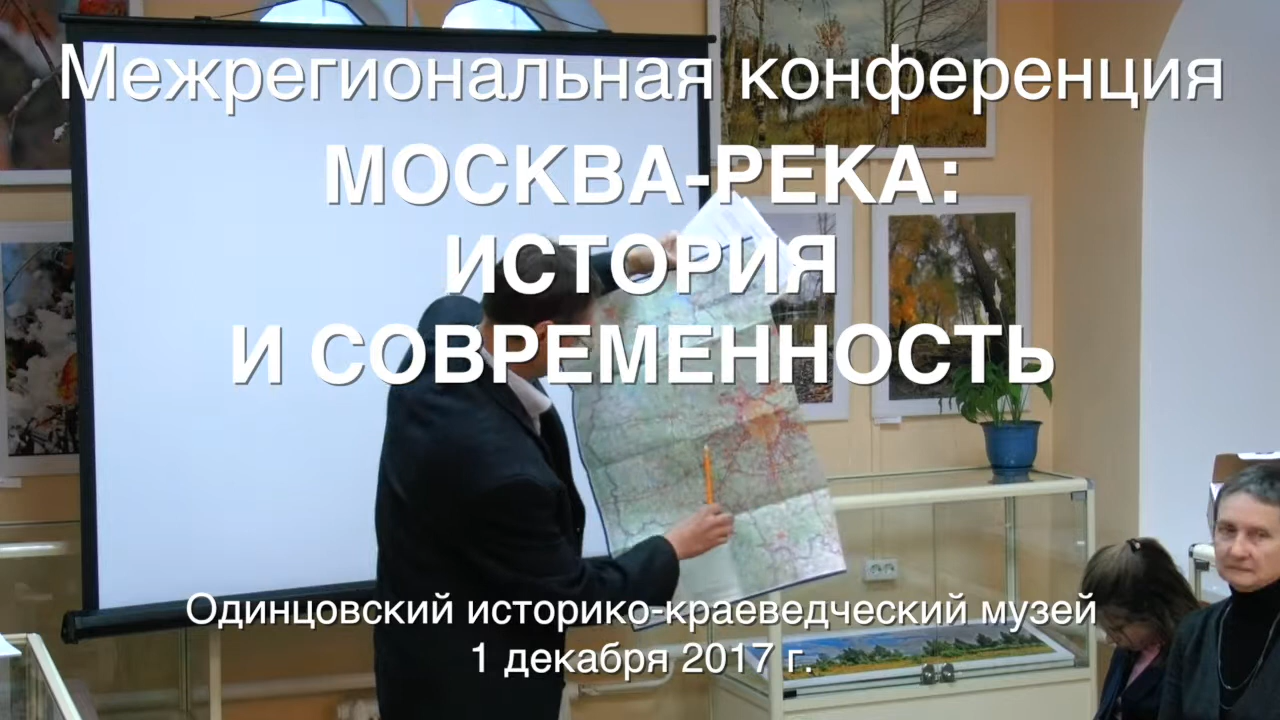 Межрегиональная конференция
МОСКВА-РЕКА:
ИСТОРИЯ
И СОВРЕМЕННОСТЬ
Одинцовский историко-краеведческий музей
1 декабря 2017 г.